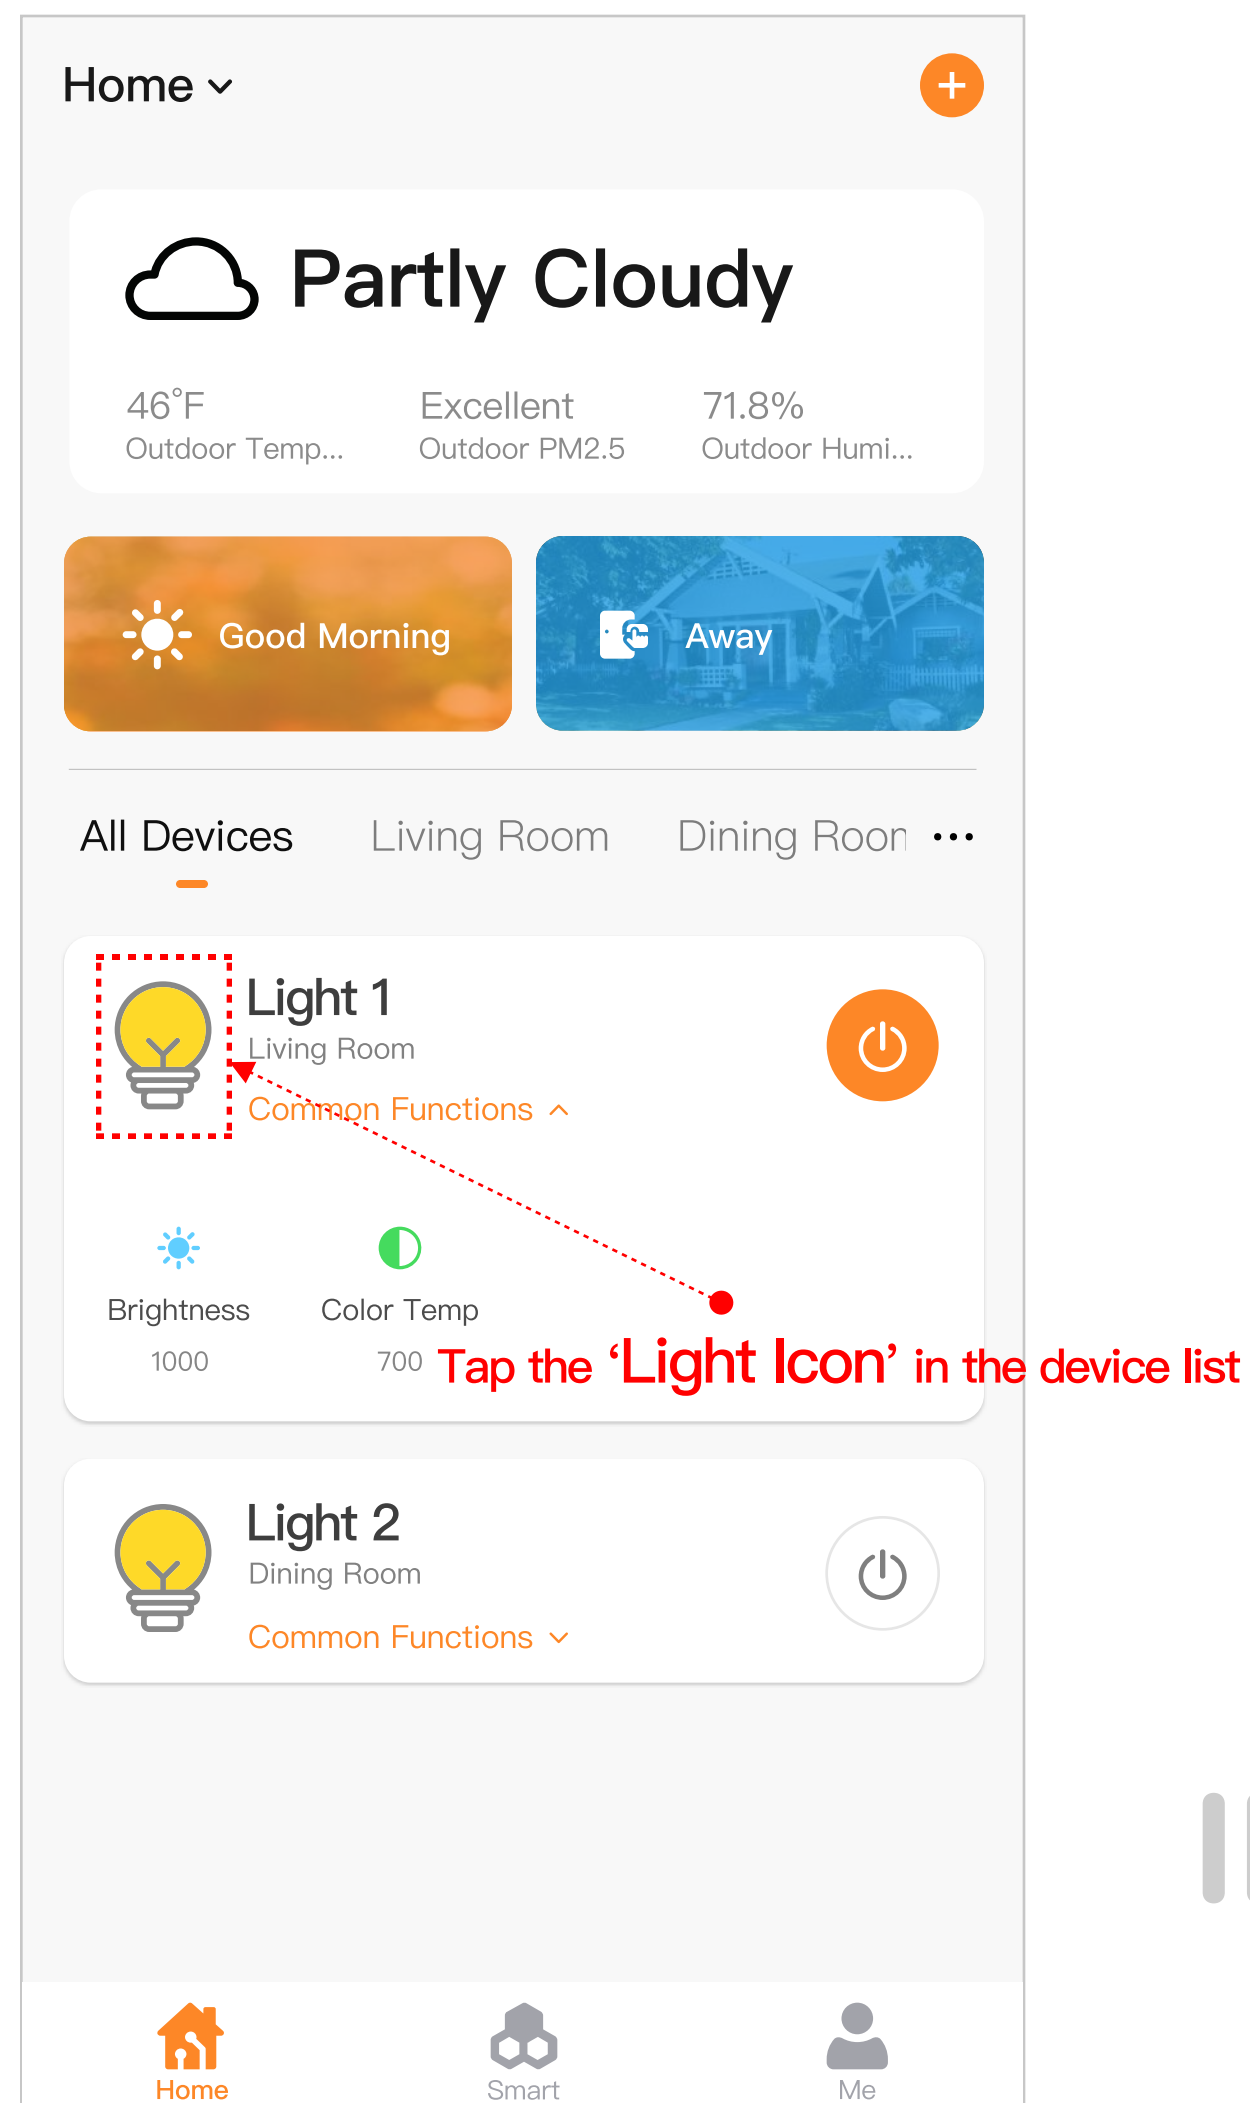 Home
Partly Cloudy
46°F Excellent 71.8%
Outdoor Temp... Outdoor PM2.5 Outdoor Humi...
Good Morning Away
All Devices Living Room Dining Room
Light 1
Living Room
Common Functions
Brightness Color Temp
1000 700
Tap the ‘Light Icon’ in the device list
Light 2
Dining Room
Common Functions
Home Smart Me